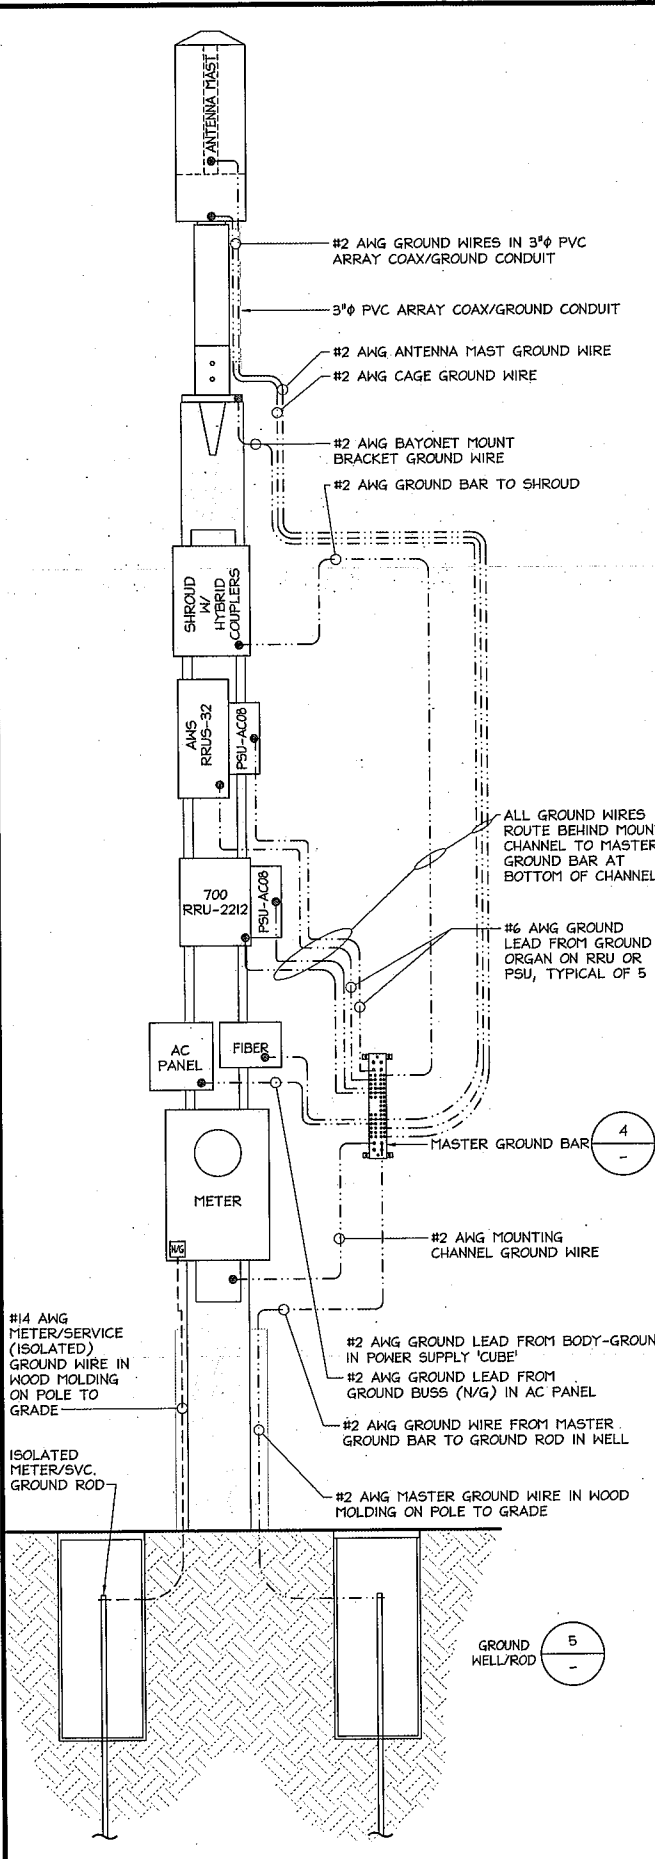 ANTENNA MAST
#2 AWG GROUND WIRES IN 3"Φ PVC
ARRAY COAX/GROUND CONDUIT
3"Φ PVC ARRAY COAX/GROUND CONDUIT
#2 AWG ANTENNA MAST GROUND WIRE
#2 AWG CAGE GROUND WIRE
#2 AWG BAYONET MOUNT
BRACKET GROUND WIRE
#2 AWG GROUND BAR TO SHROUD
SHROUD
W/
HYBRID
COUPLERS
AWS
RRUS-32
PSU-AC08
ALL GROUND WIRES
ROUTE BEHIND MOUN
CHANNEL TO MASTER
GROUND BAR AT
BOTTOM OF CHANNEL
700
RRU-2212
PSU-AC08
#6 AWG GROUND
LEAD FROM GROUND
ORGAN ON RRU OR
PSU, TYPICAL OF 5
AC
PANEL
FIBER
MASTER GROUND BAR
4
-
METER
N/G
#2 AWG MOUNTING
CHANNEL GROUND WIRE
#14 AWG
METER/SERVICE
(ISOLATED)
GROUND WIRE IN
WOOD MOLDING
ON POLE TO
GRADE
#2 AWG GROUND LEAD FROM BODY-GROUN
IN POWER SUPPLY 'CUBE'
#2 AWG GROUND LEAD FROM
GROUND BUSS (N/G) IN AC PANEL
#2 AWG GROUND WIRE FROM MASTER
GROUND BAR TO GROUND ROD IN WELL
ISOLATED
METER/SVC.
GROUND ROD
#2 AWG MASTER GROUND WIRE IN WOOD
MOLDING ON POLE TO GRADE
GROUND
WELL/ROD
5
-